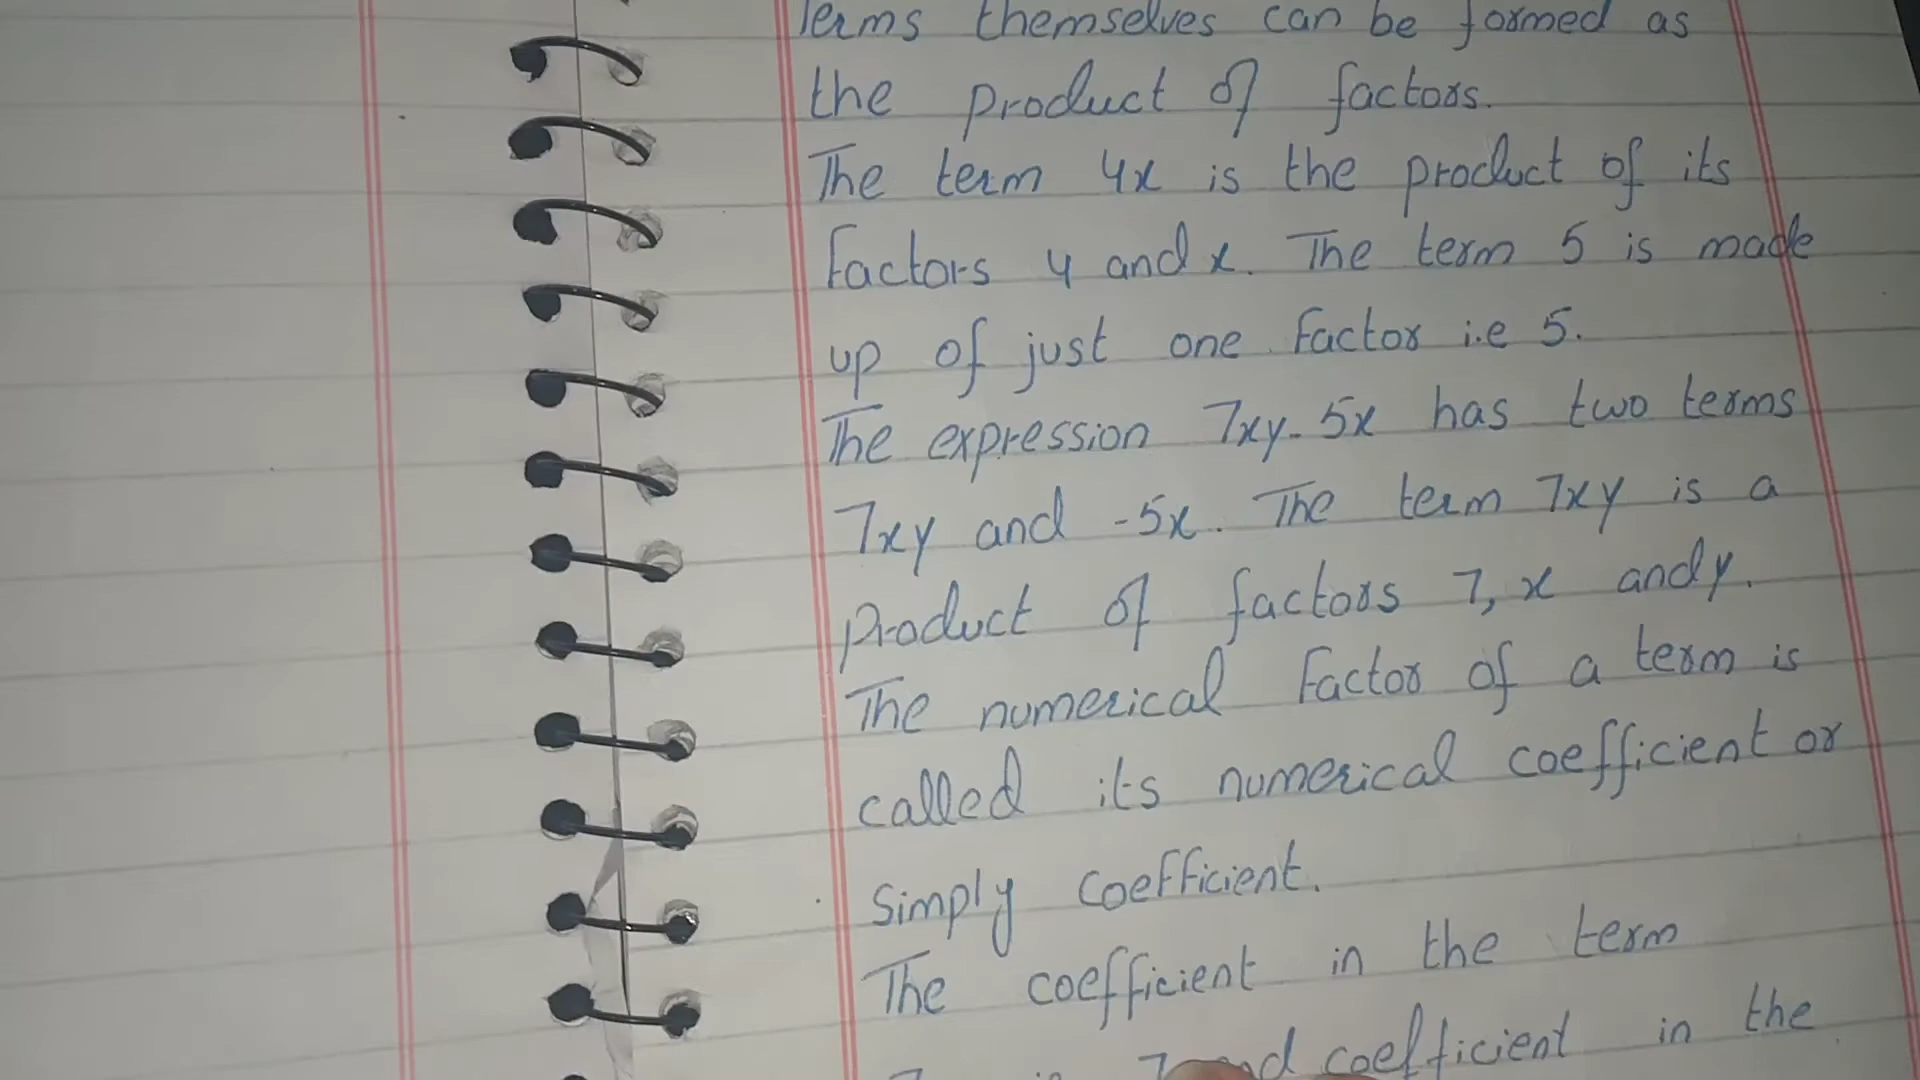 Terms themselves can be formed as
the product of factors.
The term 4x is the product of its
factors 4 and x. The term 5 is made
up of just one factor i.e 5.
The expression 7xy-5x has two terms
7xy and -5x. The term 7xy is a
product of factors 7, x and y.
The numerical factor of a term is
called its numerical coefficient or
simply coefficient.
The coefficient in the term
coefficient in the